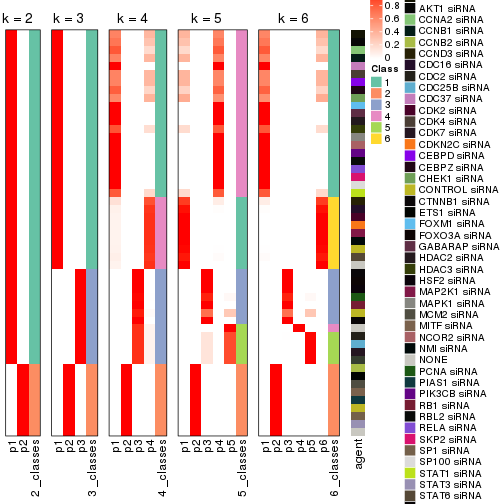 k = 2
k = 3
k = 4
k = 5
k = 6
p1
p2
2_classes
p1
p2
p3
3_classes
p1
p2
p3
p4
4_classes
p1
p2
p3
p4
p5
5_classes
p1
p2
p3
p4
p5
p6
6_classes
agent
0.8
0.6
0.4
0.2
0
Class
1
2
3
4
5
6
AKT1 siRNA
CCNA2 siRNA
CCNB1 siRNA
CCNB2 siRNA
CCND3 siRNA
CDC16 siRNA
CDC2 siRNA
CDC25B siRNA
CDC37 siRNA
CDK2 siRNA
CDK4 siRNA
CDK7 siRNA
CDKN2C siRNA
CEBPD siRNA
CEBPZ siRNA
CHEK1 siRNA
CONTROL siRNA
CTNNB1 siRNA
ETS1 siRNA
FOXM1 siRNA
FOXO3A siRNA
GABARAP siRNA
HDAC2 siRNA
HDAC3 siRNA
HSF2 siRNA
MAP2K1 siRNA
MAPK1 siRNA
MCM2 siRNA
MITF siRNA
NCOR2 siRNA
NMI siRNA
NONE
PCNA siRNA
PIAS1 siRNA
PIK3CB siRNA
RB1 siRNA
RBL2 siRNA
RELA siRNA
SKP2 siRNA
SP1 siRNA
SP100 siRNA
STAT1 siRNA
STAT3 siRNA
STAT6 siRNA